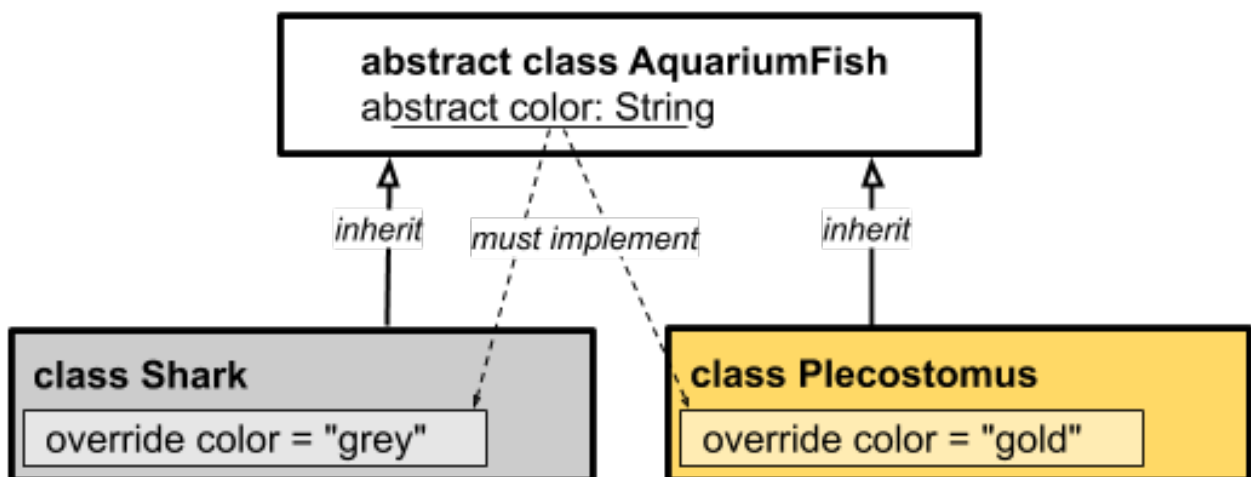 abstract class AquariumFish
abstract color: String
inherit
must implement
inherit
class Shark
override color = "grey"
class Plecostomus
override color = "gold"